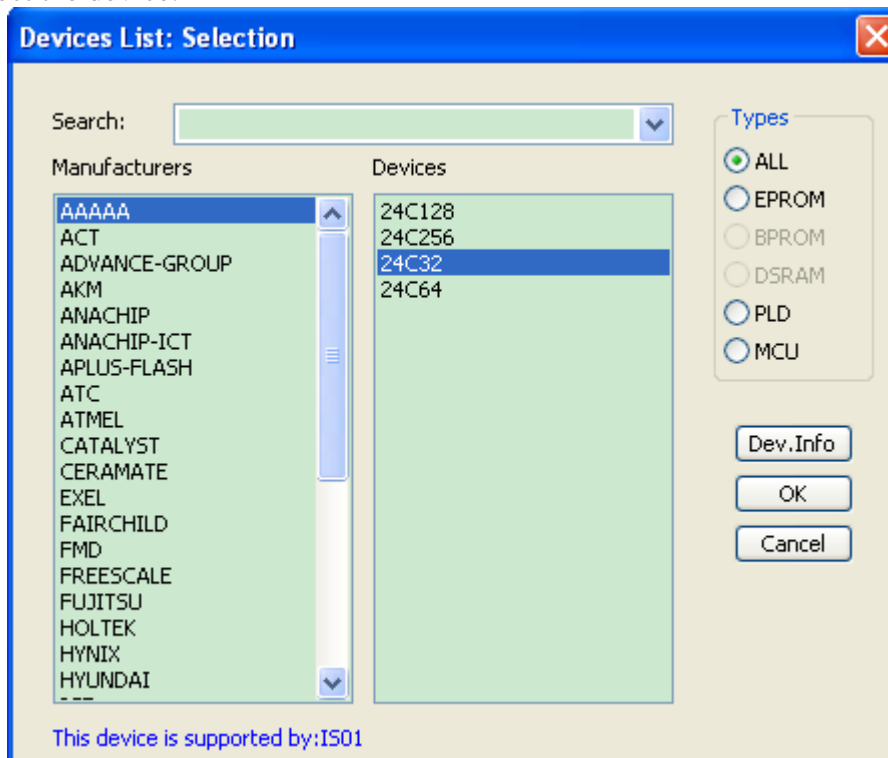 Devices List: Selection
Search:
Manufacturers
Devices
AAAAA
ACT
ADVANCE-GROUP
AKM
ANACHIP
ANACHIP-ICT
APLUS-FLASH
ATC
ATMEL
CATALYST
CERAMATE
EXEL
FAIRCHILD
FMD
FREESCALE
FUJITSU
HOLTEK
HYNIX
HYUNDAI
24C128
24C256
24C32
24C64
Types
ALL
EPROM
BPROM
DSRAM
PLD
MCU
Dev.Info
OK
Cancel
This device is supported by:IS01